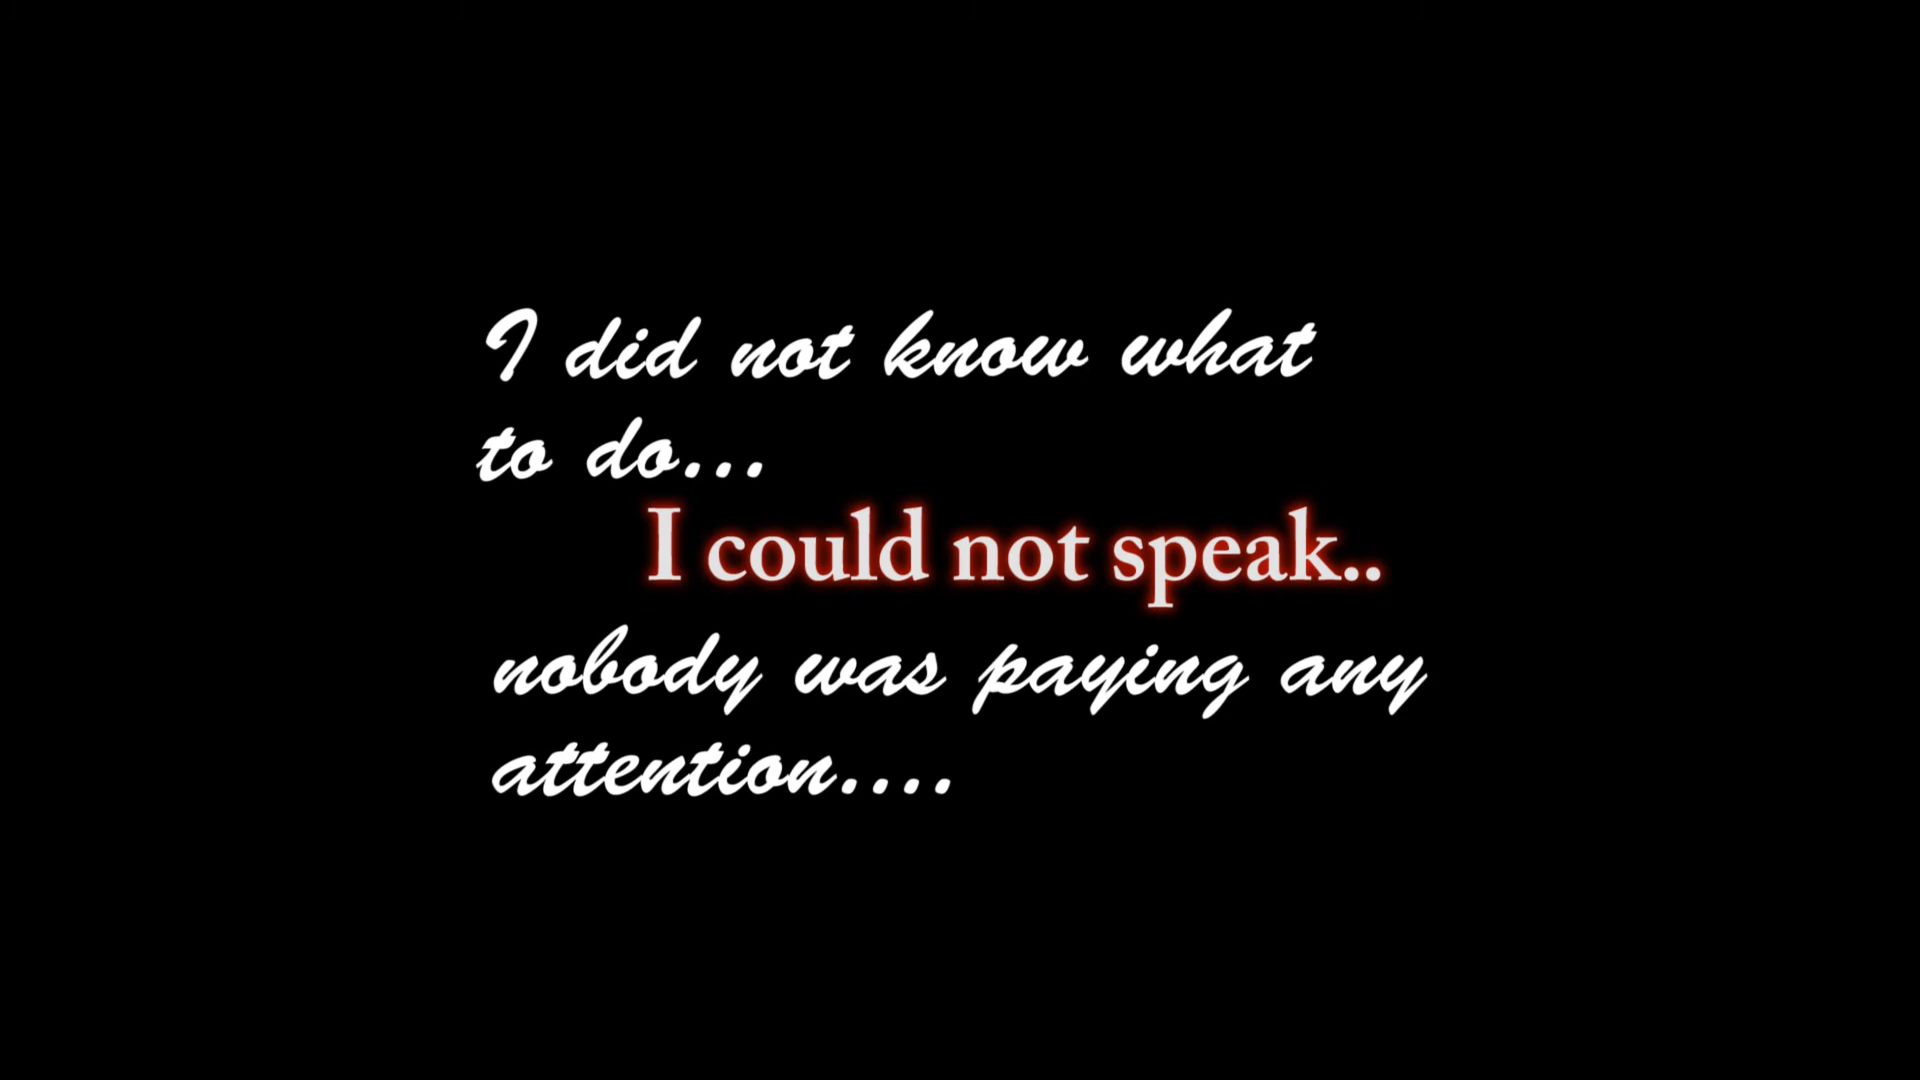 I did not know what
to do...
I could not speak..
nobody was paying any
attention....